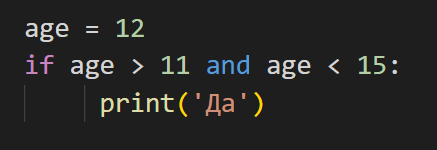 age = 12
if age > 11 and age < 15:
        print('Да')